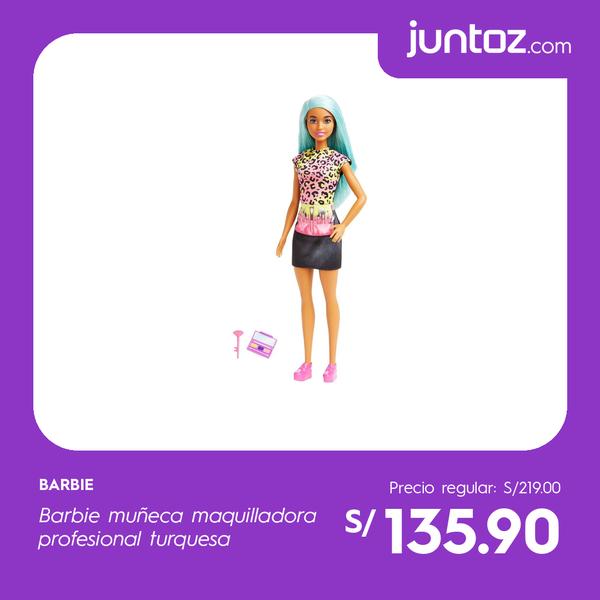 juntoz.com
BARBIE
Barbie muñeca maquilladora
profesional turquesa
Precio regular: S/219.00
S/135.90